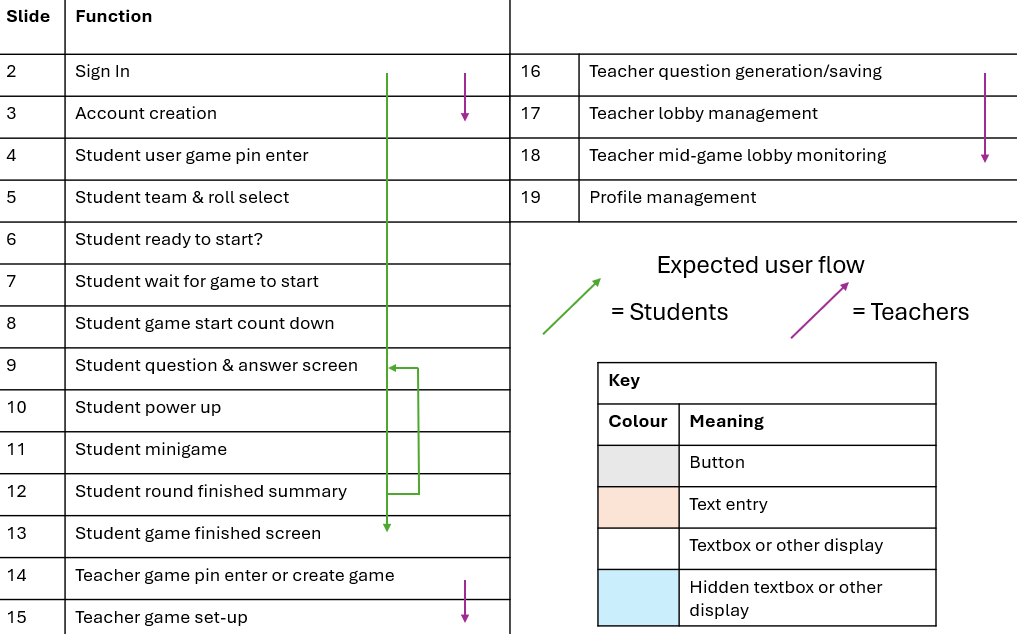 Slide Function
2 Sign In
3 Account creation
4 Student user game pin enter
5 Student team & roll select
6 Student ready to start?
7 Student wait for game to start
8 Student game start count down
9 Student question & answer screen
10 Student power up
11 Student minigame
12 Student round finished summary
13 Student game finished screen
14 Teacher game pin enter or create game
15 Teacher game set-up
16 Teacher question generation/saving
17 Teacher lobby management
18 Teacher mid-game lobby monitoring
19 Profile management
Expected user flow
= Students = Teachers
Key
Colour Meaning
Button
Text entry
Textbox or other display
Hidden textbox or other
display